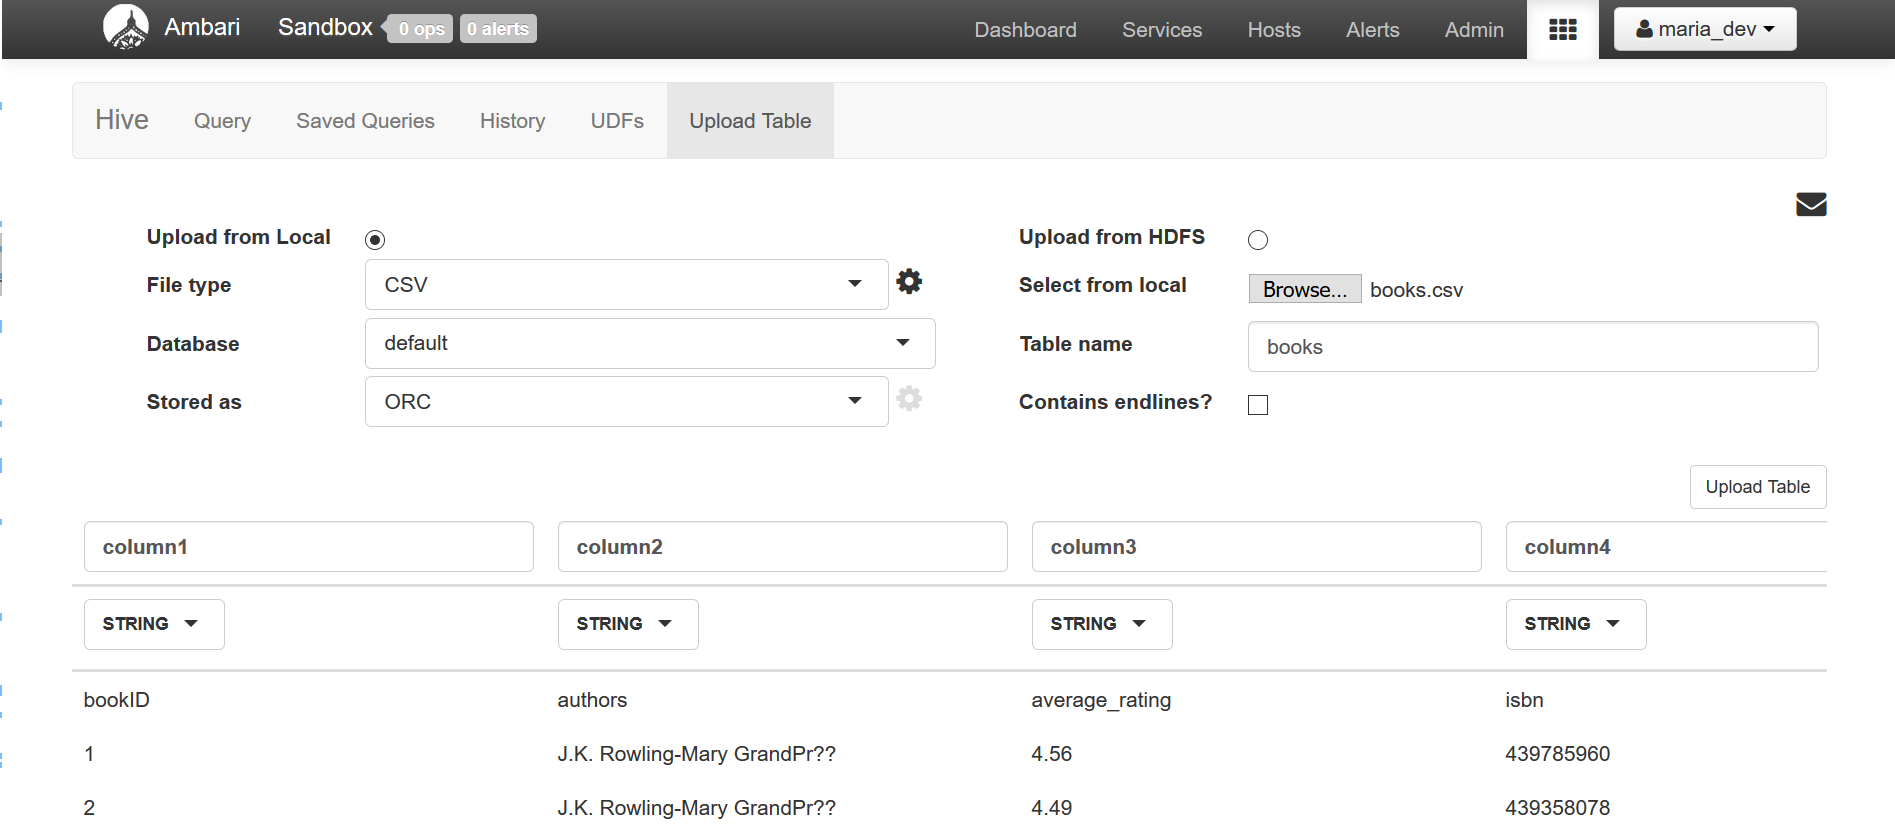 Ambari Sandbox 0 ops 0 alerts Dashboard Services Hosts Alerts Admin maria_dev
Hive Query Saved Queries History UDFs Upload Table
Upload from Local Upload from HDFS
File type CSV Select from local Browse... books.csv
Database default Table name books
Stored as ORC Contains endlines?
Upload Table
column1 column2 column3 column4
STRING STRING STRING STRING
bookID authors average_rating isbn
1 J.K. Rowling-Mary GrandPr?? 4.56 439785960
2 J.K. Rowling-Mary GrandPr?? 4.49 439358078